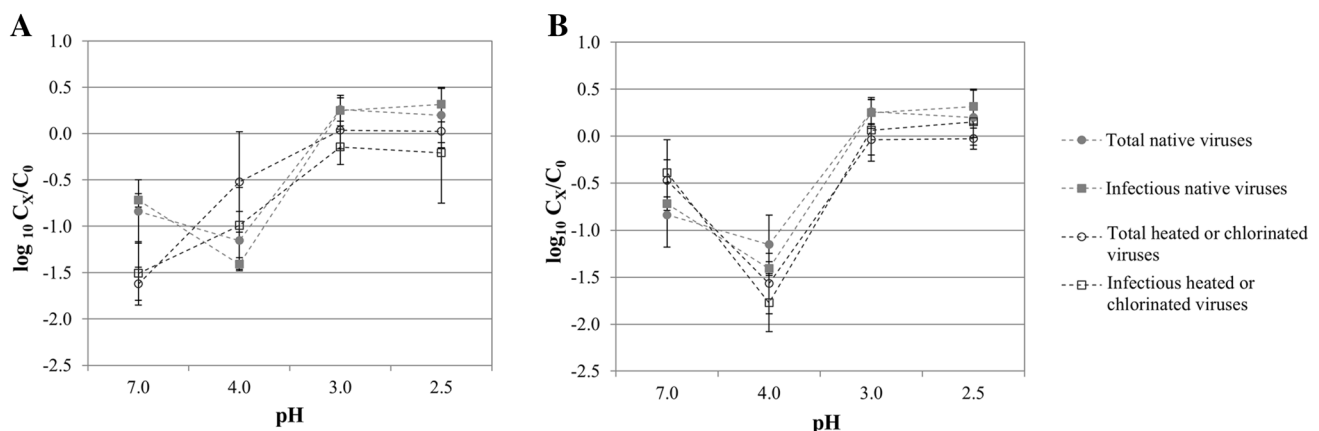 A
1.0
0.5
0.0
-0.5
-1.0
-1.5
-2.0
-2.5
log 10 CX/C0
7.0 4.0 3.0 2.5
pH
B
1.0
0.5
0.0
-0.5
-1.0
-1.5
-2.0
-2.5
log10 CX/C0
7.0 4.0 3.0 2.5
pH
Total native viruses
Infectious native viruses
Total heated or chlorinated
viruses
Infectious heated or
chlorinated viruses